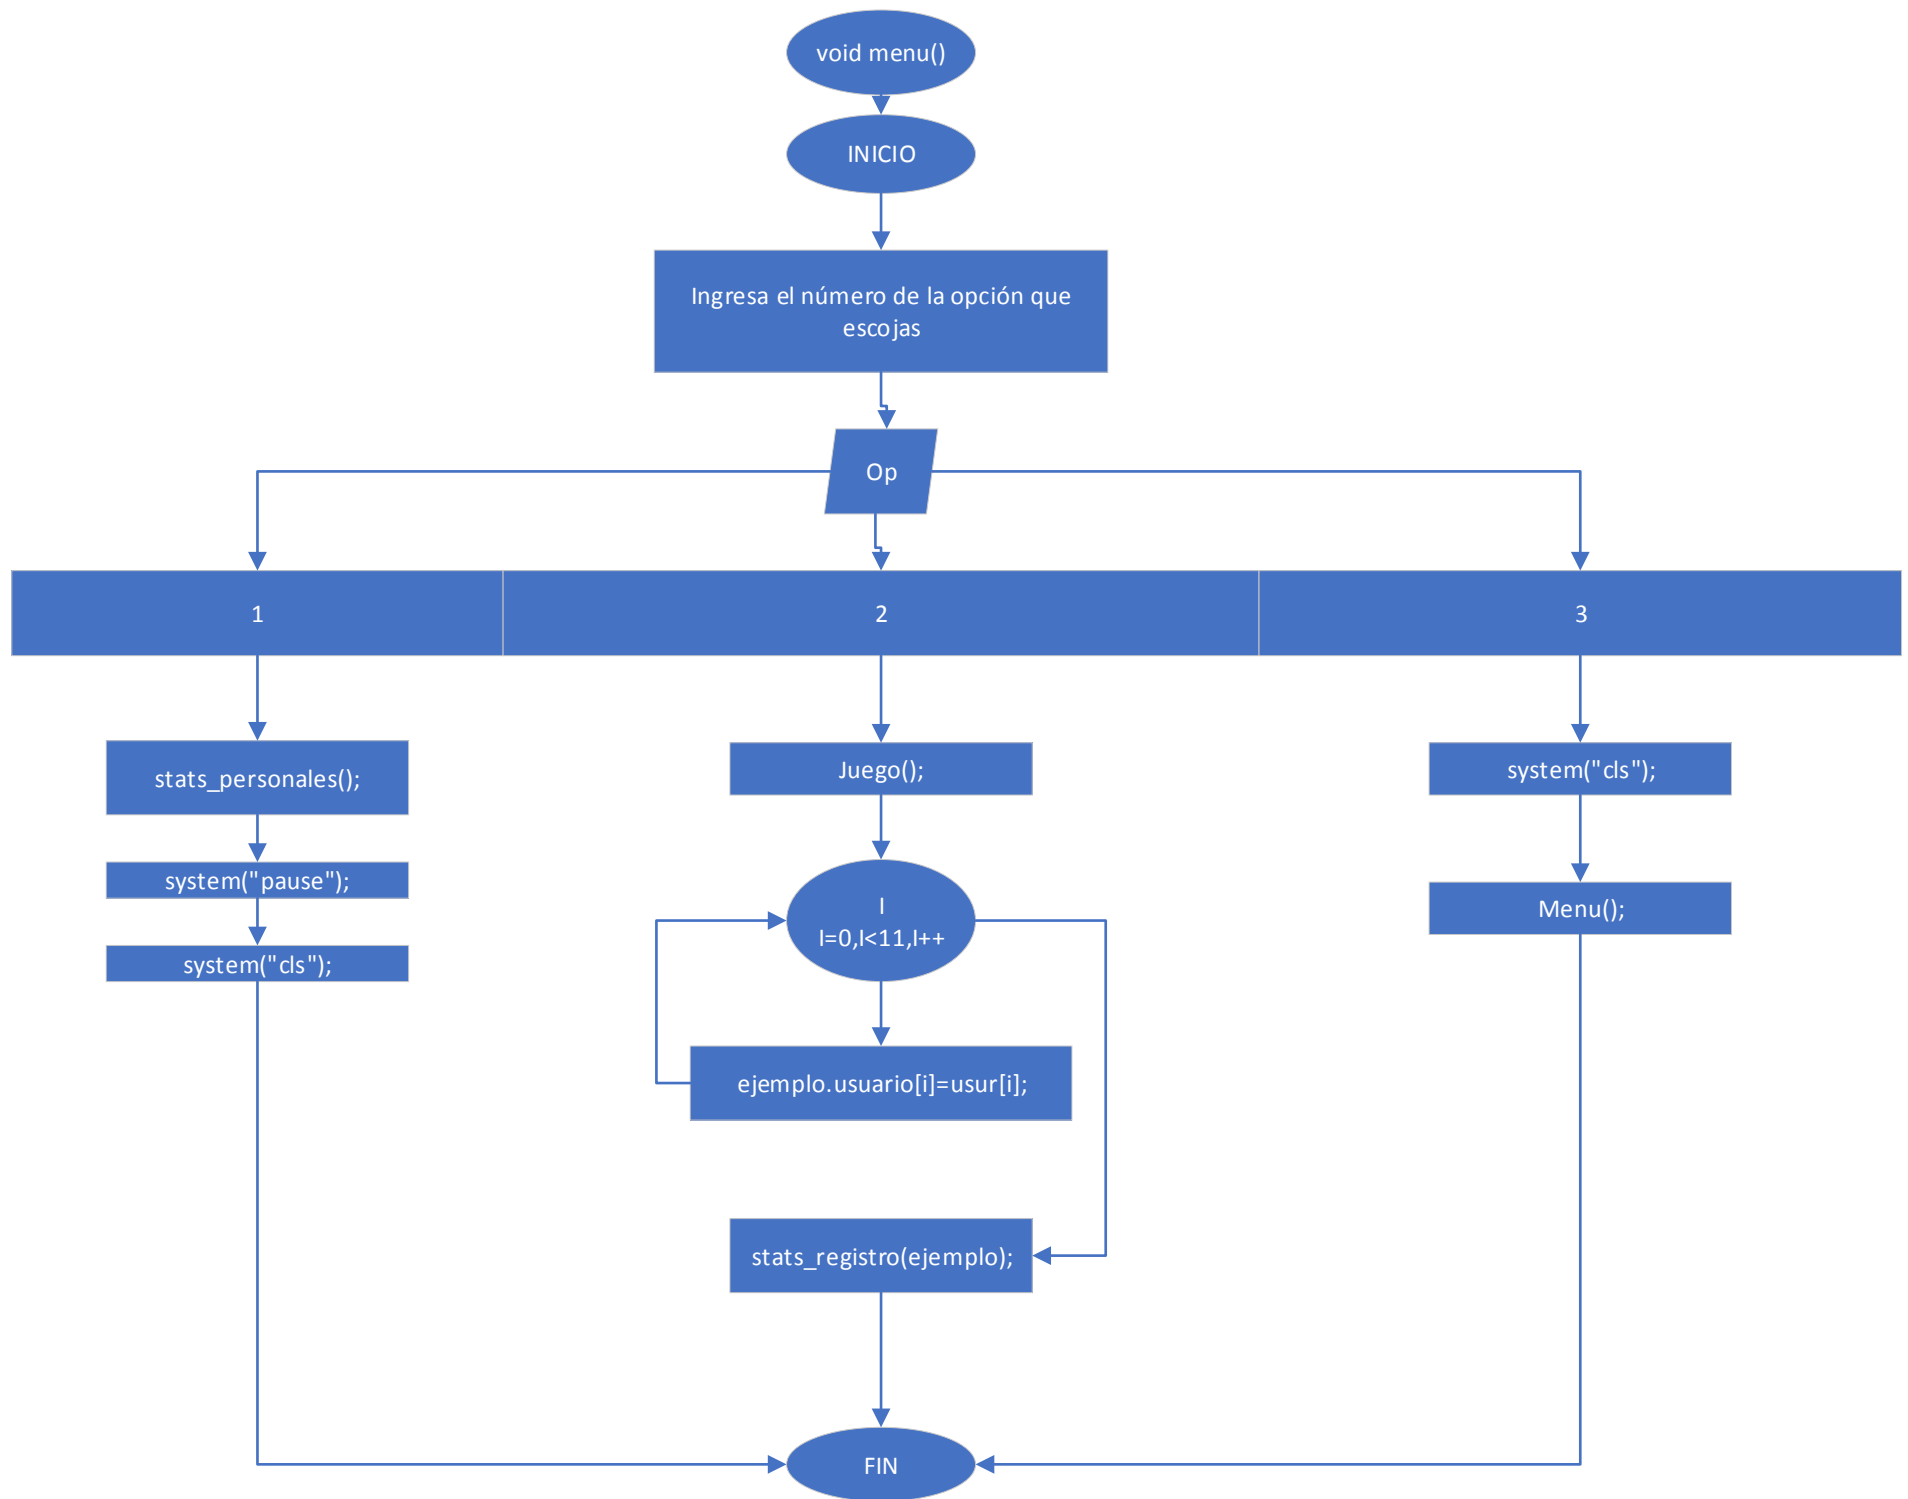 void menu()
INICIO
Ingresa el número de la opción que
escojas
Op
1
2
3
stats_personales();
system("pause");
system("cls");
Juego();
I
I=0,I<11,I++
ejemplo.usuario[i]=usur[i];
stats_registro(ejemplo);
system("cls");
Menu();
FIN